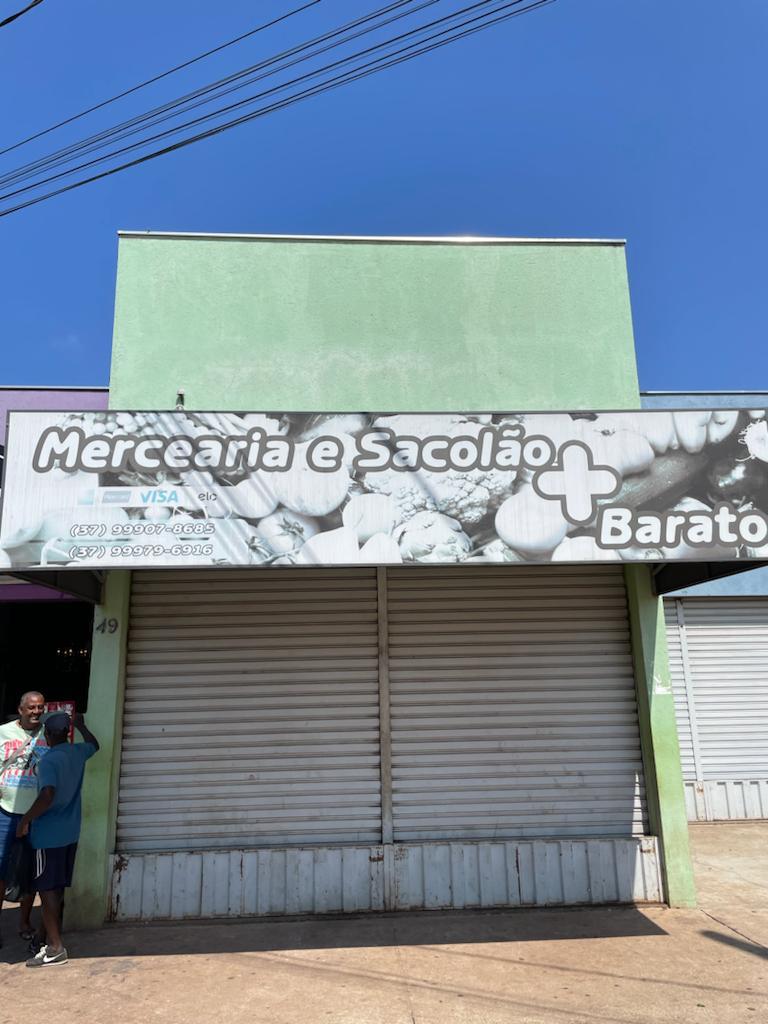 Mercearia e Sacolão
+
Barato
VISA elo
(37) 99907-8685
(37) 99979-6916
49